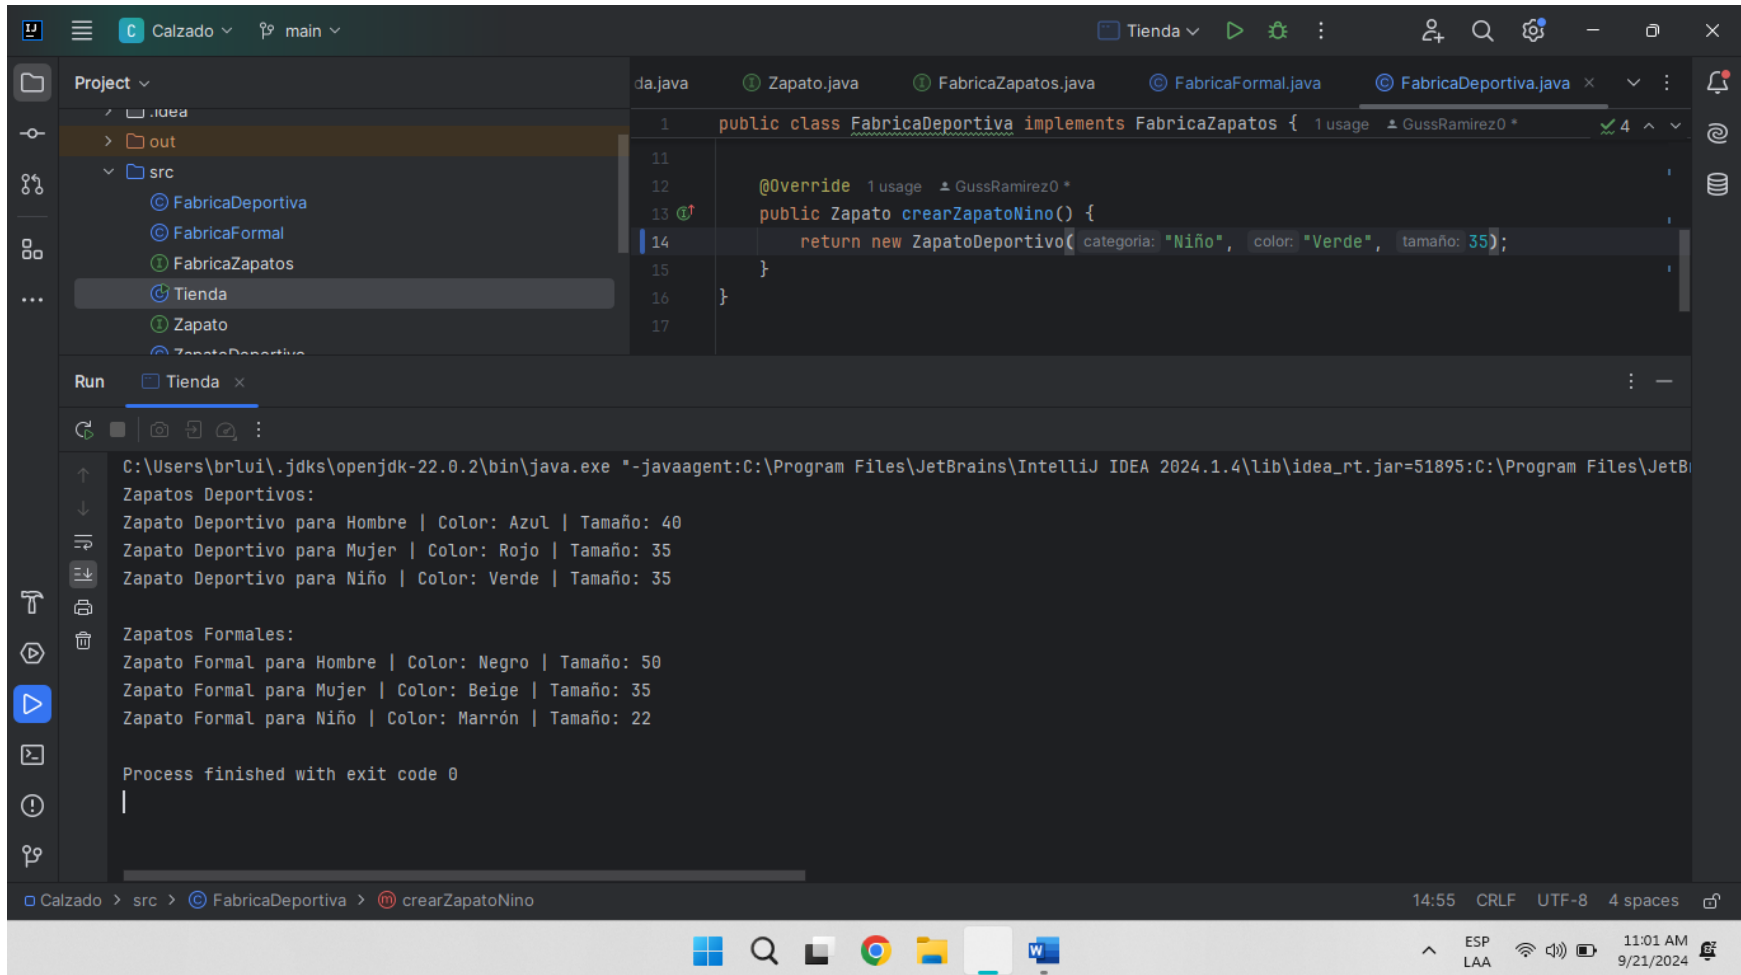 C Calzado main Tienda
Project
.idea
out
src
FabricaDeportiva
FabricaFormal
FabricaZapatos
Tienda
Zapato
ZapatoDeportivo
da.java Zapato.java FabricaZapatos.java FabricaFormal.java FabricaDeportiva.java
1 public class FabricaDeportiva implements FabricaZapatos { 1 usage GussRamirez0 * 4
11
12 @Override 1 usage GussRamirez0 *
13 public Zapato crearZapatoNino() {
14 return new ZapatoDeportivo( categoria: "Niño", color: "Verde", tamaño: 35);
15 }
16 }
17
Run Tienda
C:\Users\brlui\.jdks\openjdk-22.0.2\bin\java.exe "-javaagent:C:\Program Files\JetBrains\IntelliJ IDEA 2024.1.4\lib\idea_rt.jar=51895:C:\Program Files\JetB
Zapatos Deportivos:
Zapato Deportivo para Hombre | Color: Azul | Tamaño: 40
Zapato Deportivo para Mujer | Color: Rojo | Tamaño: 35
Zapato Deportivo para Niño | Color: Verde | Tamaño: 35
Zapatos Formales:
Zapato Formal para Hombre | Color: Negro | Tamaño: 50
Zapato Formal para Mujer | Color: Beige | Tamaño: 35
Zapato Formal para Niño | Color: Marrón | Tamaño: 22
Process finished with exit code 0
Calzado > src > FabricaDeportiva > crearZapatoNino 14:55 CRLF UTF-8 4 spaces
ESP 11:01 AM
LAA 9/21/2024